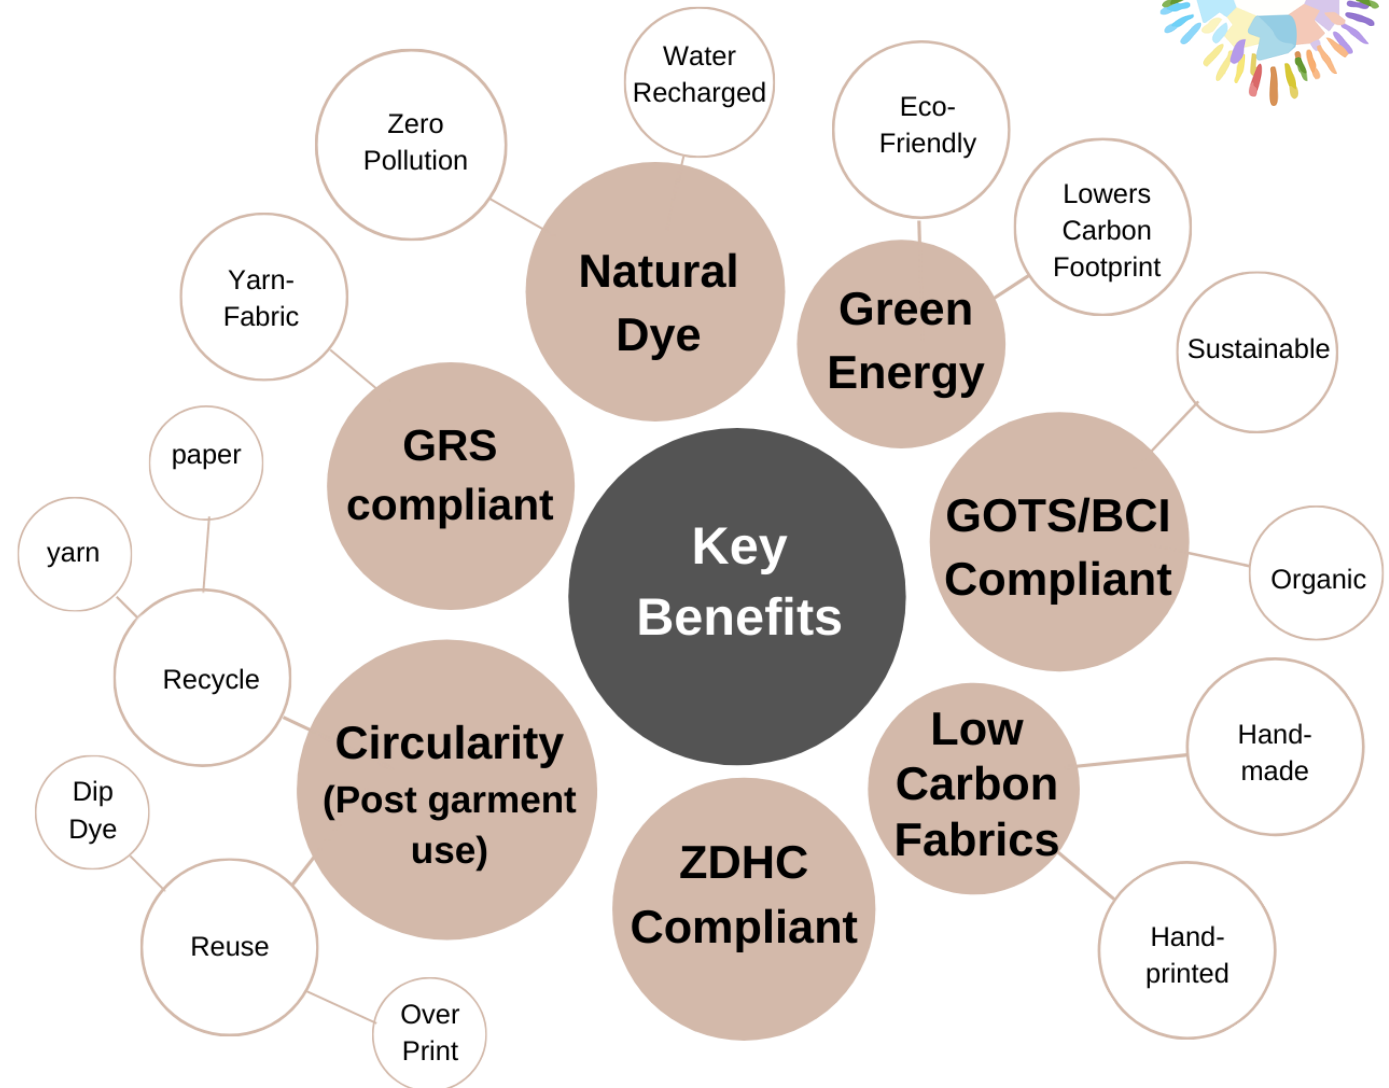 Key
Benefits
Natural
Dye
Zero
Pollution
Water
Recharged
Green
Energy
Eco-
Friendly
Lowers
Carbon
Footprint
GOTS/BCI
Compliant
Sustainable
Organic
Low
Carbon
Fabrics
Hand-
made
Hand-
printed
ZDHC
Compliant
Circularity
(Post garment
use)
Recycle
yarn
paper
Reuse
Dip
Dye
Over
Print
GRS
compliant
Yarn-
Fabric